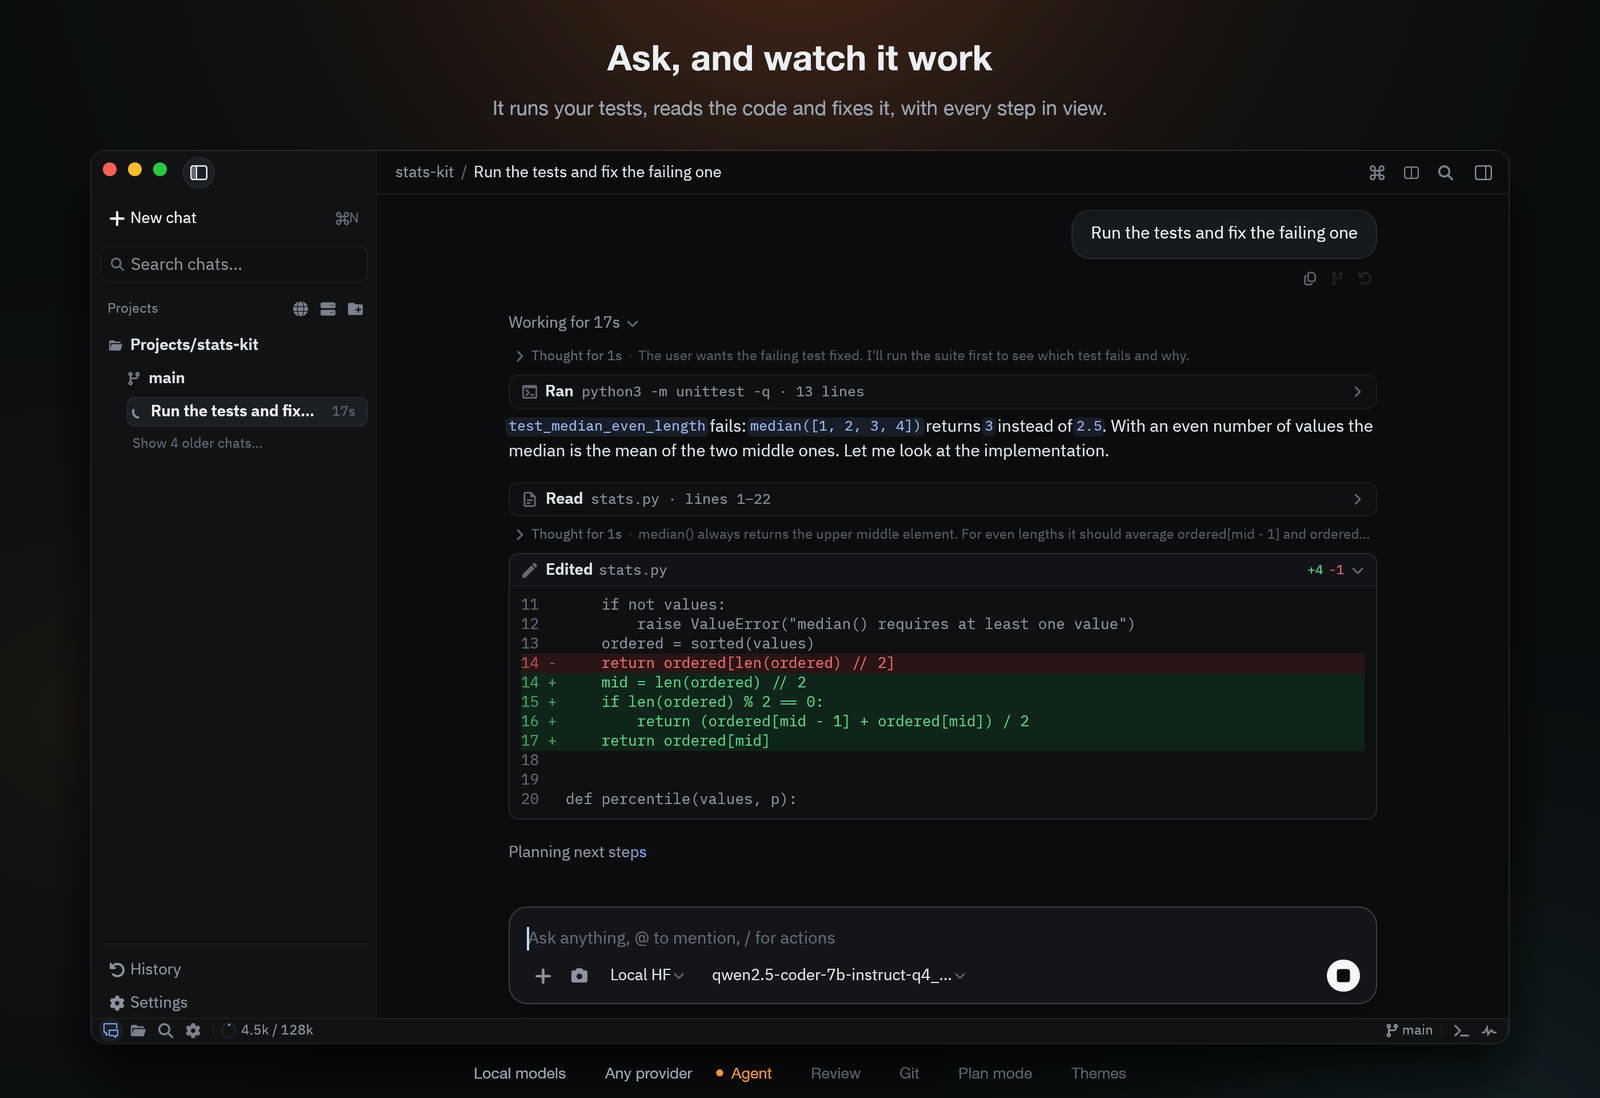 Ask, and watch it work
It runs your tests, reads the code and fixes it, with every step in view.
stats-kit / Run the tests and fix the failing one
New chat ⌘N
Search chats...
Projects
Projects/stats-kit
main
Run the tests and fix... 17s
Show 4 older chats...
History
Settings
Run the tests and fix the failing one
Working for 17s
Thought for 1s · The user wants the failing test fixed. I'll run the suite first to see which test fails and why.
Ran python3 -m unittest -q · 13 lines
test_median_even_length fails: median([1, 2, 3, 4]) returns 3 instead of 2.5. With an even number of values the
median is the mean of the two middle ones. Let me look at the implementation.
Read stats.py · lines 1–22
Thought for 1s · median() always returns the upper middle element. For even lengths it should average ordered[mid - 1] and ordered...
Edited stats.py +4 -1
11 if not values:
12 raise ValueError("median() requires at least one value")
13 ordered = sorted(values)
14 - return ordered[len(ordered) // 2]
14 + mid = len(ordered) // 2
15 + if len(ordered) % 2 == 0:
16 + return (ordered[mid - 1] + ordered[mid]) / 2
17 + return ordered[mid]
18
19
20 def percentile(values, p):
Planning next steps
Ask anything, @ to mention, / for actions
Local HF qwen2.5-coder-7b-instruct-q4_...
4.5k / 128k main
Local models Any provider Agent Review Git Plan mode Themes